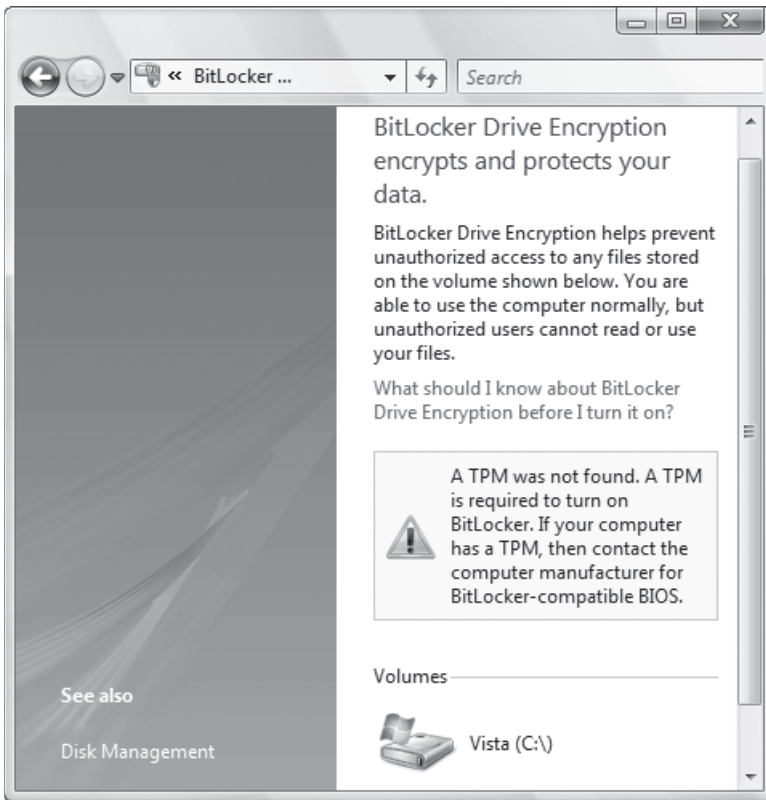 « BitLocker ...
Search
BitLocker Drive Encryption
encrypts and protects your
data.
BitLocker Drive Encryption helps prevent
unauthorized access to any files stored
on the volume shown below. You are
able to use the computer normally, but
unauthorized users cannot read or use
your files.
What should I know about BitLocker
Drive Encryption before I turn it on?
A TPM was not found. A TPM
is required to turn on
BitLocker. If your computer
has a TPM, then contact the
computer manufacturer for
BitLocker-compatible BIOS.
Volumes
Vista (C:\)
See also
Disk Management